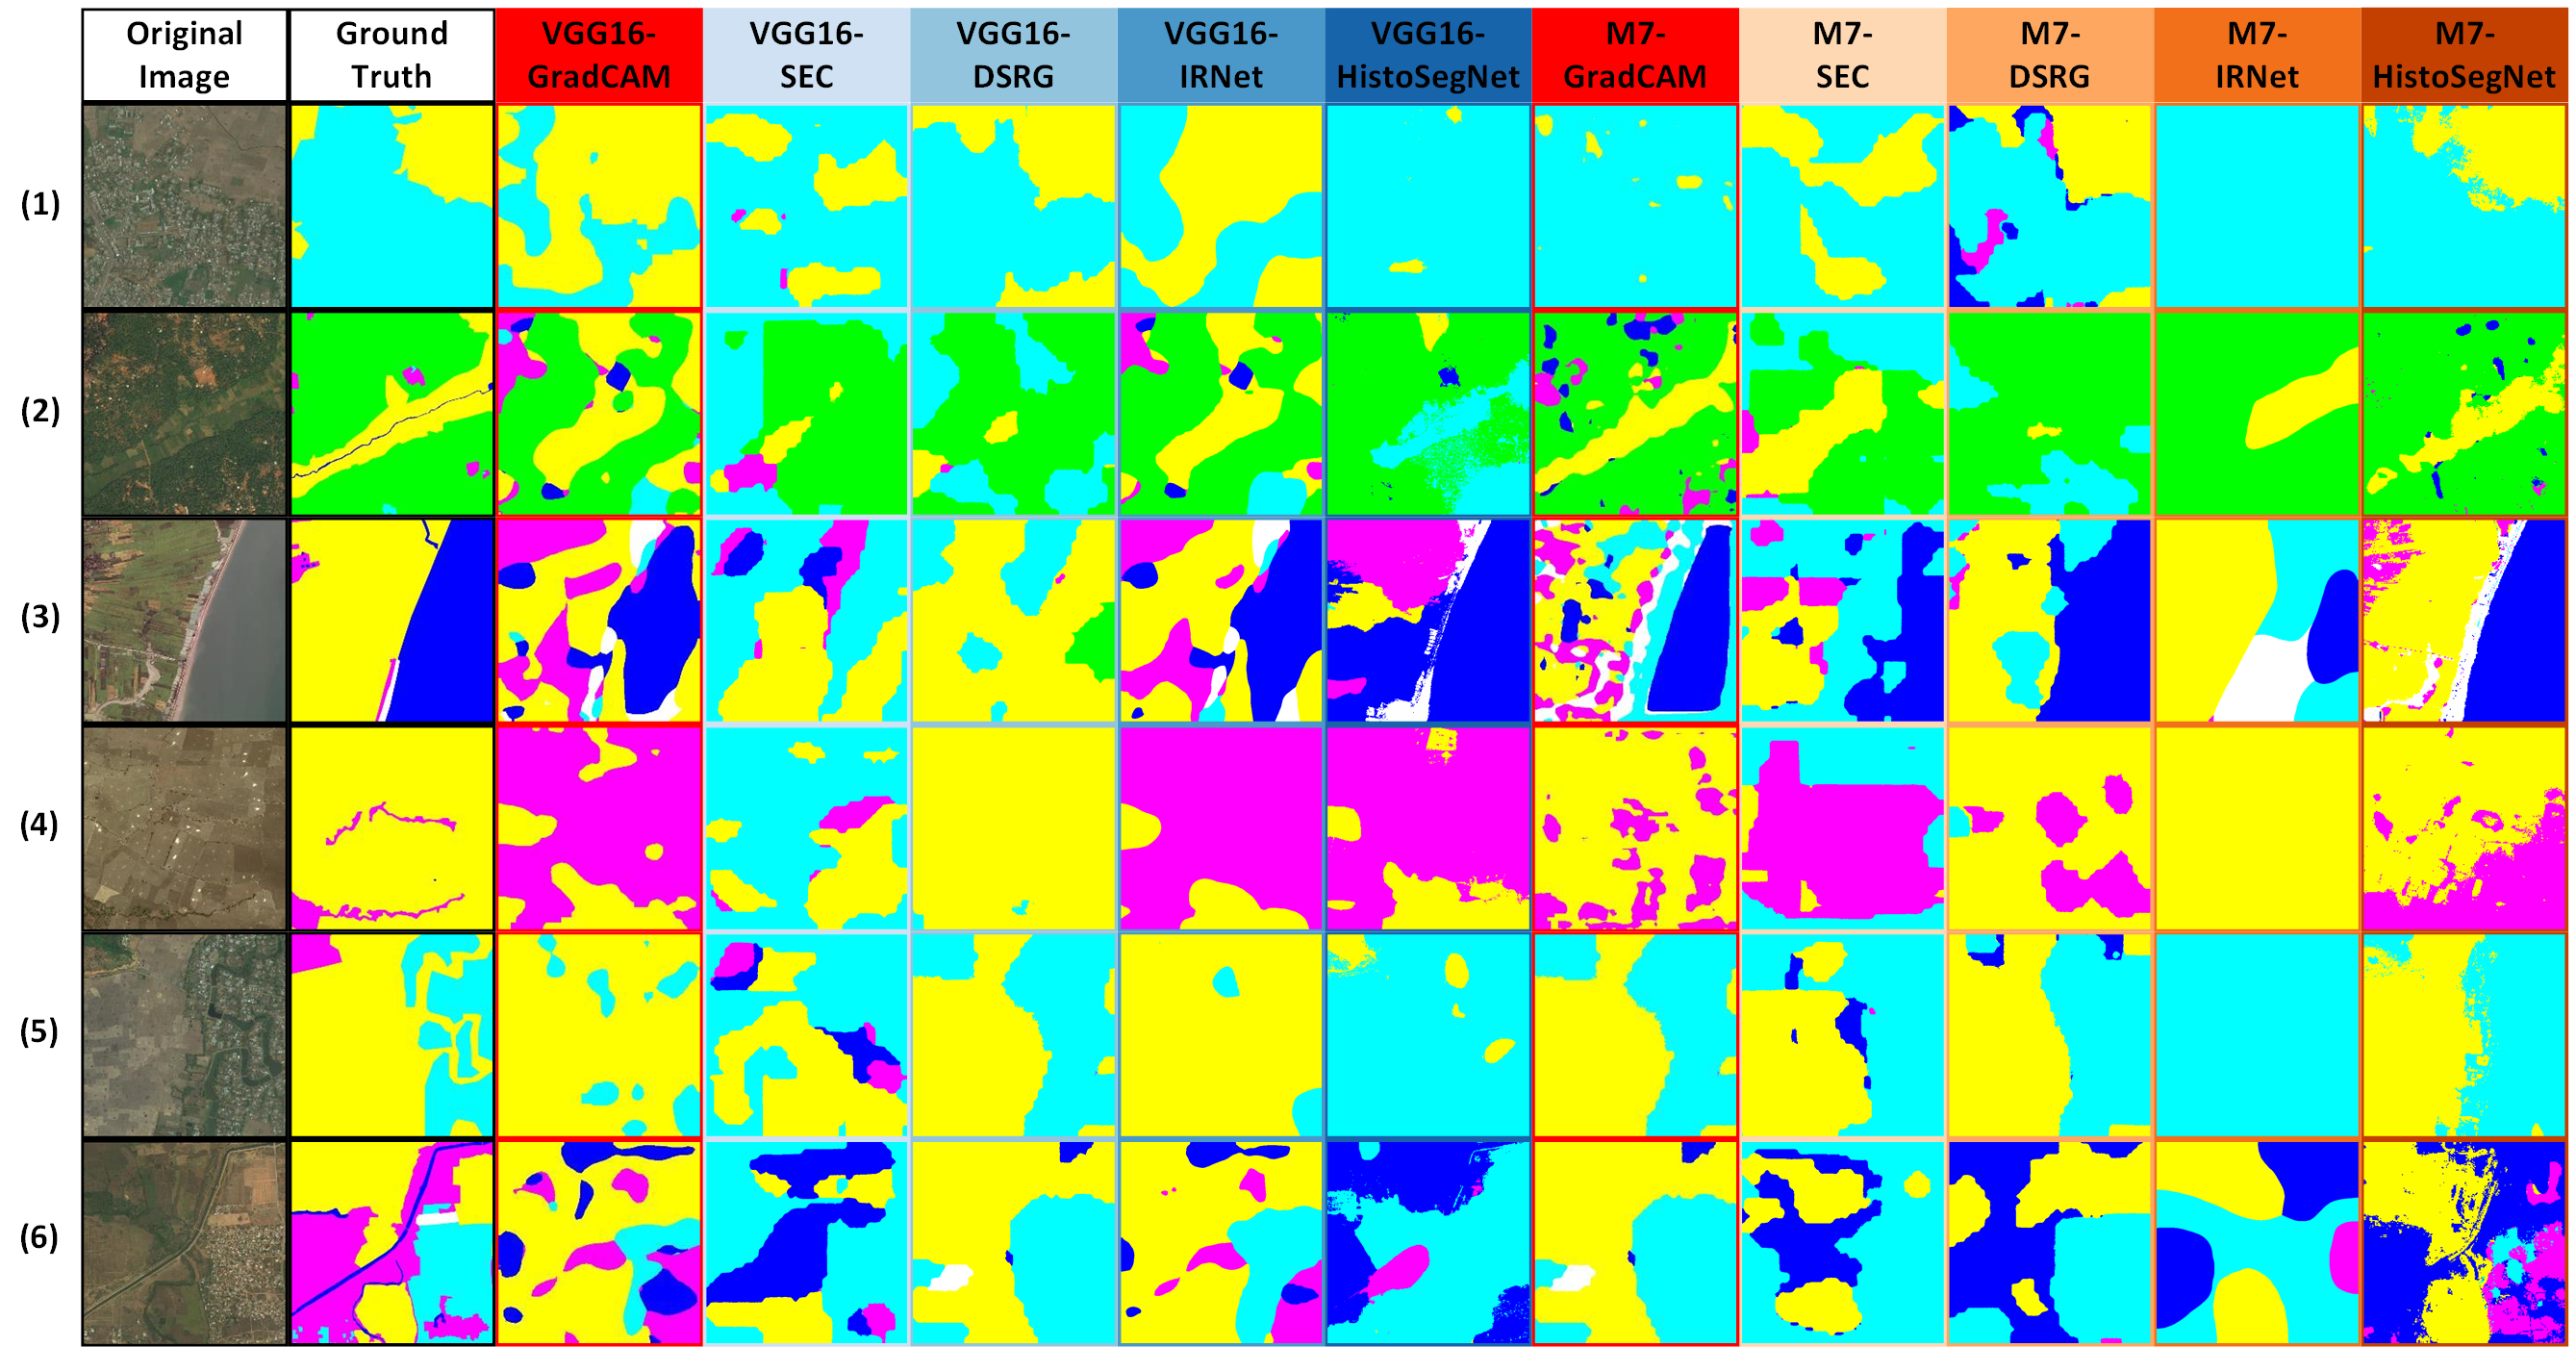 Original Image
Ground Truth
VGG16-GradCAM
VGG16-SEC
VGG16-DSRG
VGG16-IRNet
VGG16-HistoSegNet
M7-GradCAM
M7-SEC
M7-DSRG
M7-IRNet
M7-HistoSegNet
(1)
(2)
(3)
(4)
(5)
(6)